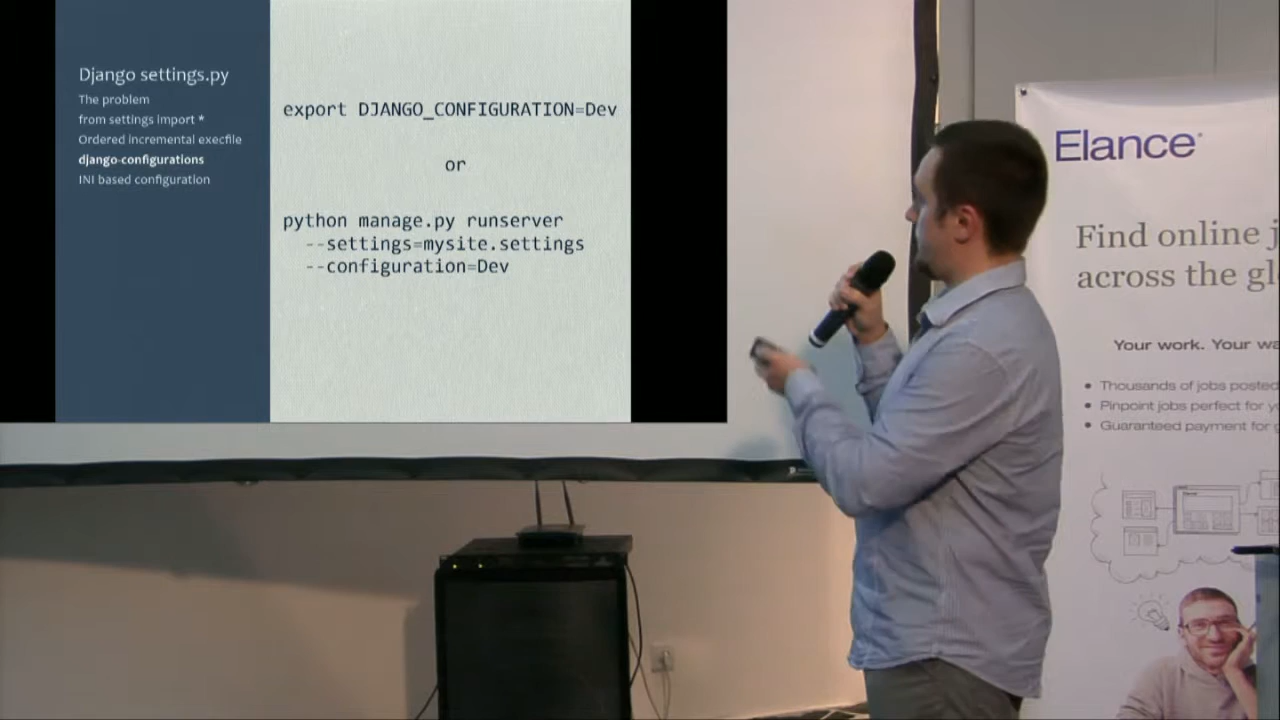 Django settings.py
The problem
from settings import *
Ordered incremental execfile
django-configurations
INI based configuration
export DJANGO_CONFIGURATION=Dev
or
python manage.py runserver
--settings=mysite.settings
--configuration=Dev
Elance
Find online
across the
Your work. Your
Thousands of jobs posted
Pinpoint jobs perfect for
Guaranteed payment for